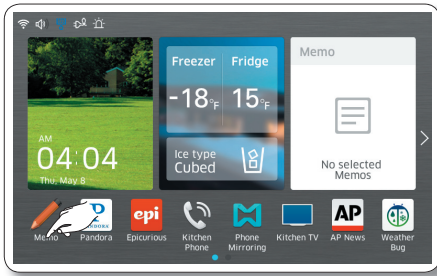 Freezer Fridge
-18°F 15°F
Ice type
Cubed
AM
04:04
Thu, May 8
Memo
No selected
Memos
Memo
PANDORA
Pandora
epi
Epicurious
Kitchen
Phone
Phone
Mirroring
Kitchen TV
AP
AP News
Weather
Bug